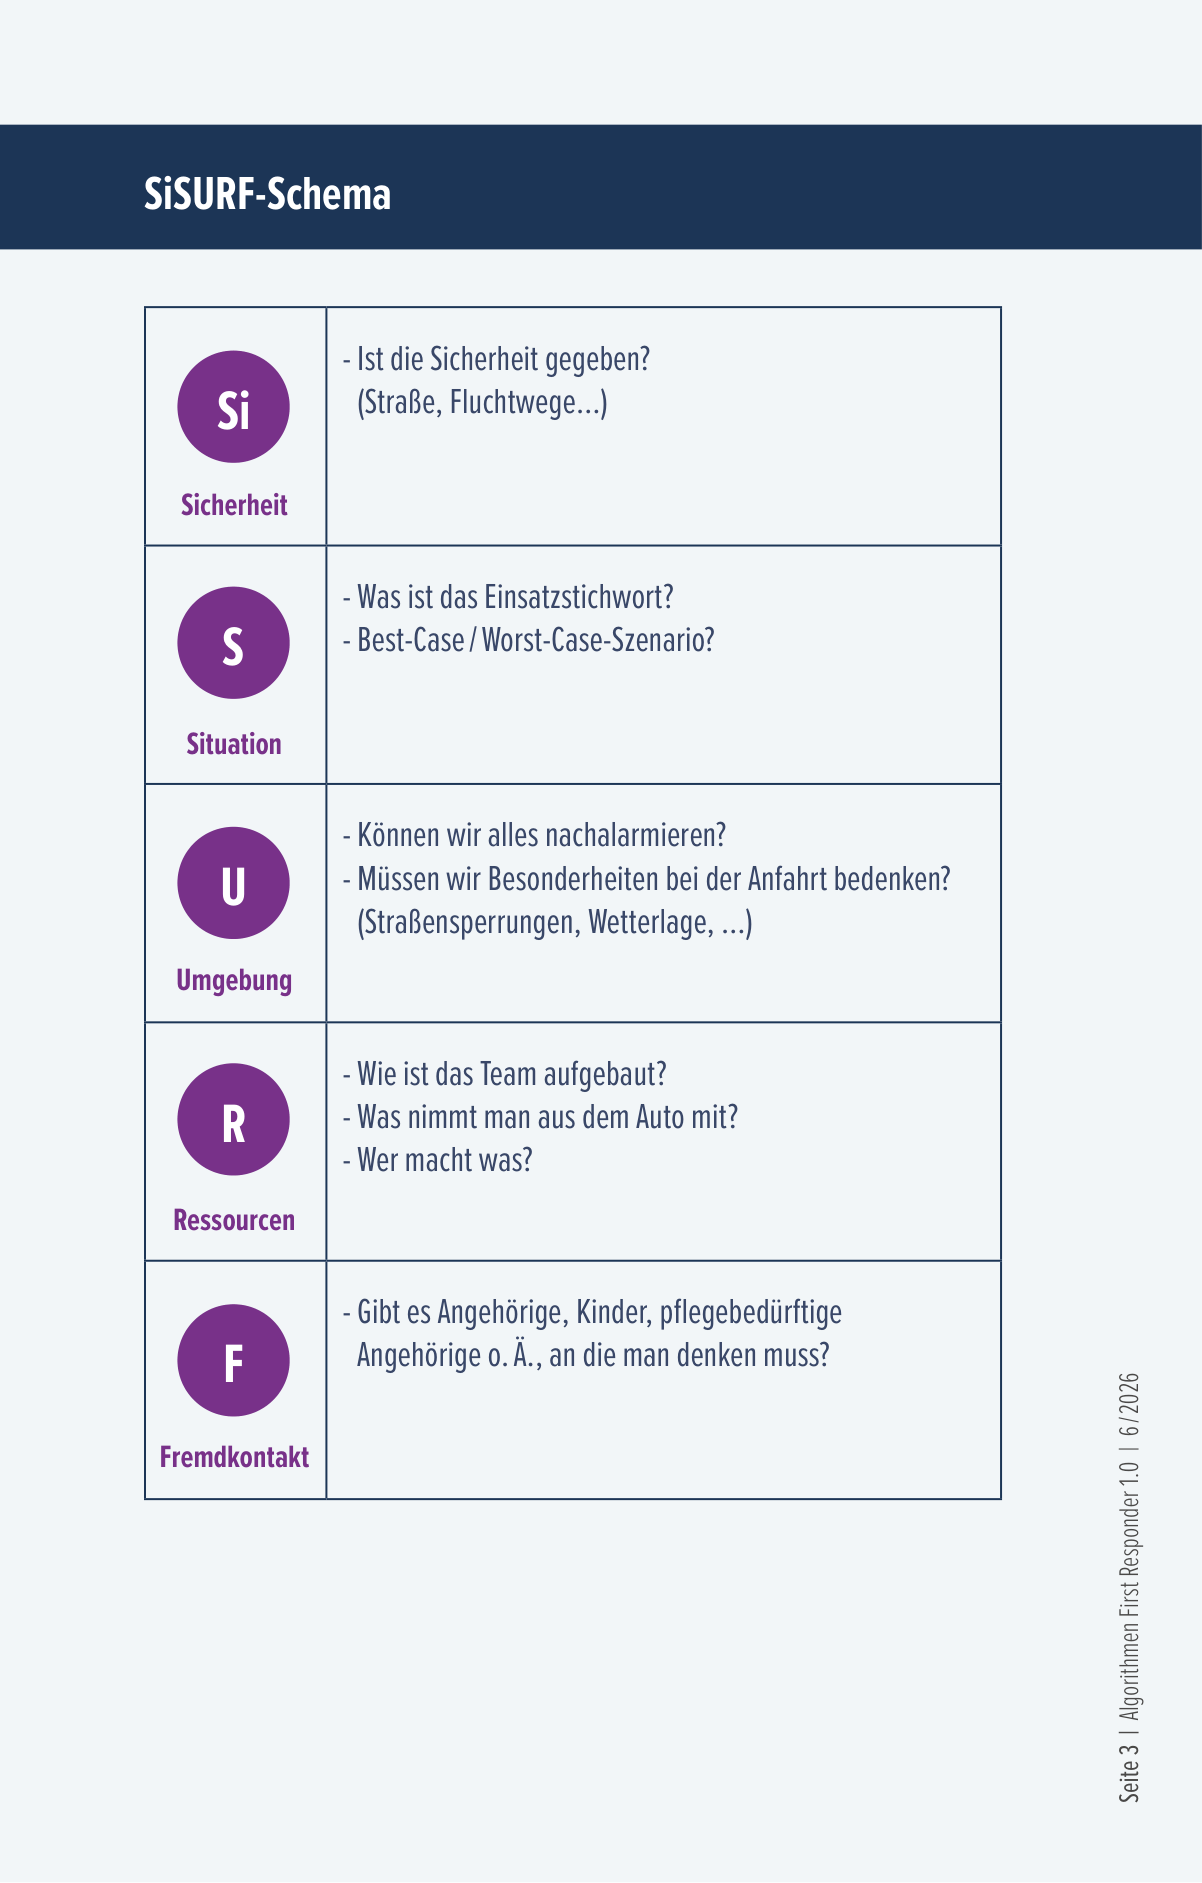 SiSURF-Schema
Si
Sicherheit
- Ist die Sicherheit gegeben?
(Straße, Fluchtwege...)
S
Situation
- Was ist das Einsatzstichwort?
- Best-Case / Worst-Case-Szenario?
U
Umgebung
- Können wir alles nachalarmieren?
- Müssen wir Besonderheiten bei der Anfahrt bedenken?
(Straßensperrungen, Wetterlage, ...)
R
Ressourcen
- Wie ist das Team aufgebaut?
- Was nimmt man aus dem Auto mit?
- Wer macht was?
F
Fremdkontakt
- Gibt es Angehörige, Kinder, pflegebedürftige
Angehörige o. Ä., an die man denken muss?
Seite 3 | Algorithmen First Responder 1.0 | 6 / 2026